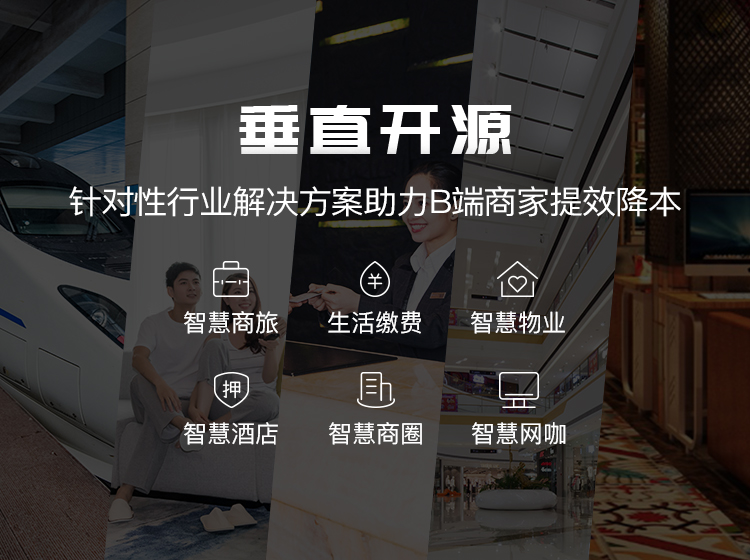 垂直开源
针对性行业解决方案助力B端商家提效降本
¥
智慧商旅 生活缴费 智慧物业
押
智慧酒店 智慧商圈 智慧网咖